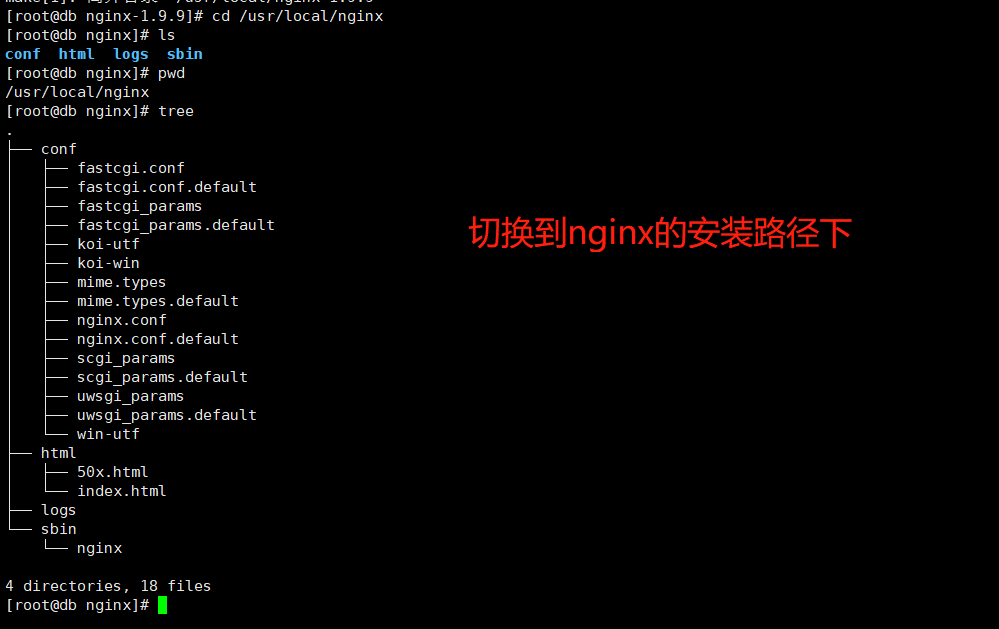 [root@db nginx-1.9.9]# cd /usr/local/nginx
[root@db nginx]# ls
conf  html  logs  sbin
[root@db nginx]# pwd
/usr/local/nginx
[root@db nginx]# tree
.
├── conf
│   ├── fastcgi.conf
│   ├── fastcgi.conf.default
│   ├── fastcgi_params
│   ├── fastcgi_params.default
│   ├── koi-utf
│   ├── koi-win
│   ├── mime.types
│   ├── mime.types.default
│   ├── nginx.conf
│   ├── nginx.conf.default
│   ├── scgi_params
│   ├── scgi_params.default
│   ├── uwsgi_params
│   ├── uwsgi_params.default
│   └── win-utf
├── html
│   ├── 50x.html
│   └── index.html
├── logs
└── sbin
    └── nginx
4 directories, 18 files
[root@db nginx]#
切换到nginx的安装路径下